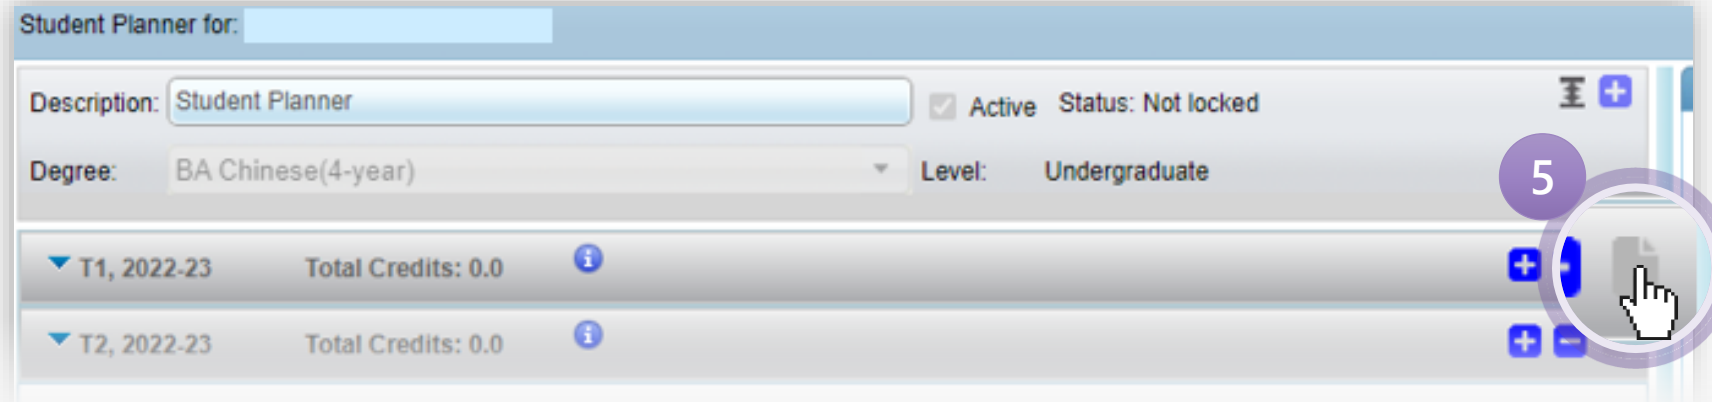 Student Planner for:
Description: Student Planner Active Status: Not locked
Degree: BA Chinese(4-year) Level: Undergraduate
5
T1, 2022-23 Total Credits: 0.0
T2, 2022-23 Total Credits: 0.0